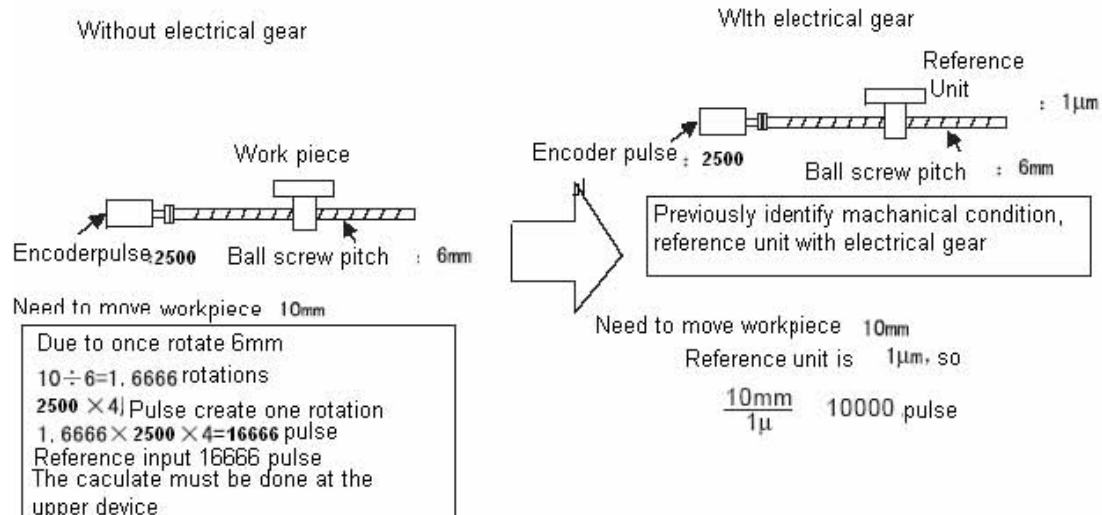 Without electrical gear
Work piece
Encoderpulse:2500
Ball screw pitch : 6mm
Need to move workpiece 10mm
Due to once rotate 6mm
10÷6=1.6666 rotations
2500 ×4 Pulse create one rotation
1.6666×2500×4=16666 pulse
Reference input 16666 pulse
The caculate must be done at the
upper device
WIth electrical gear
Reference
Unit : 1μm
Encoder pulse: 2500
Ball screw pitch : 6mm
Previously identify machanical condition,
reference unit with electrical gear
Need to move workpiece 10mm
Reference unit is 1μm, so
10mm
1μ
10000 pulse